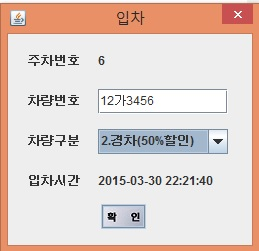 입차
주차번호 6
차량번호 12가3456
차량구분 2.경차(50%할인)
입차시간 2015-03-30 22:21:40
확 인